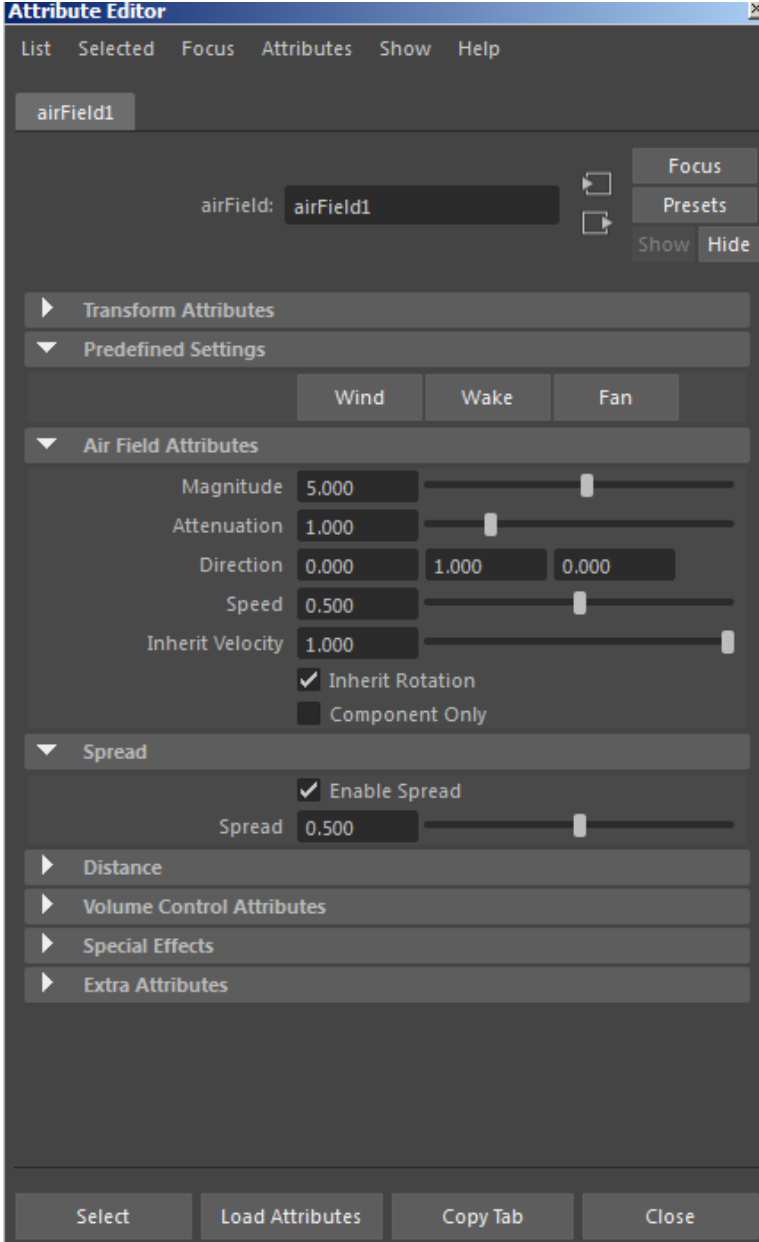 Attribute Editor
List Selected Focus Attributes Show Help
airField1
Focus
airField: airField1
Presets
Show Hide
Transform Attributes
Predefined Settings
Wind Wake Fan
Air Field Attributes
Magnitude 5.000
Attenuation 1.000
Direction 0.000 1.000 0.000
Speed 0.500
Inherit Velocity 1.000
Inherit Rotation
Component Only
Spread
Enable Spread
Spread 0.500
Distance
Volume Control Attributes
Special Effects
Extra Attributes
Select Load Attributes Copy Tab Close